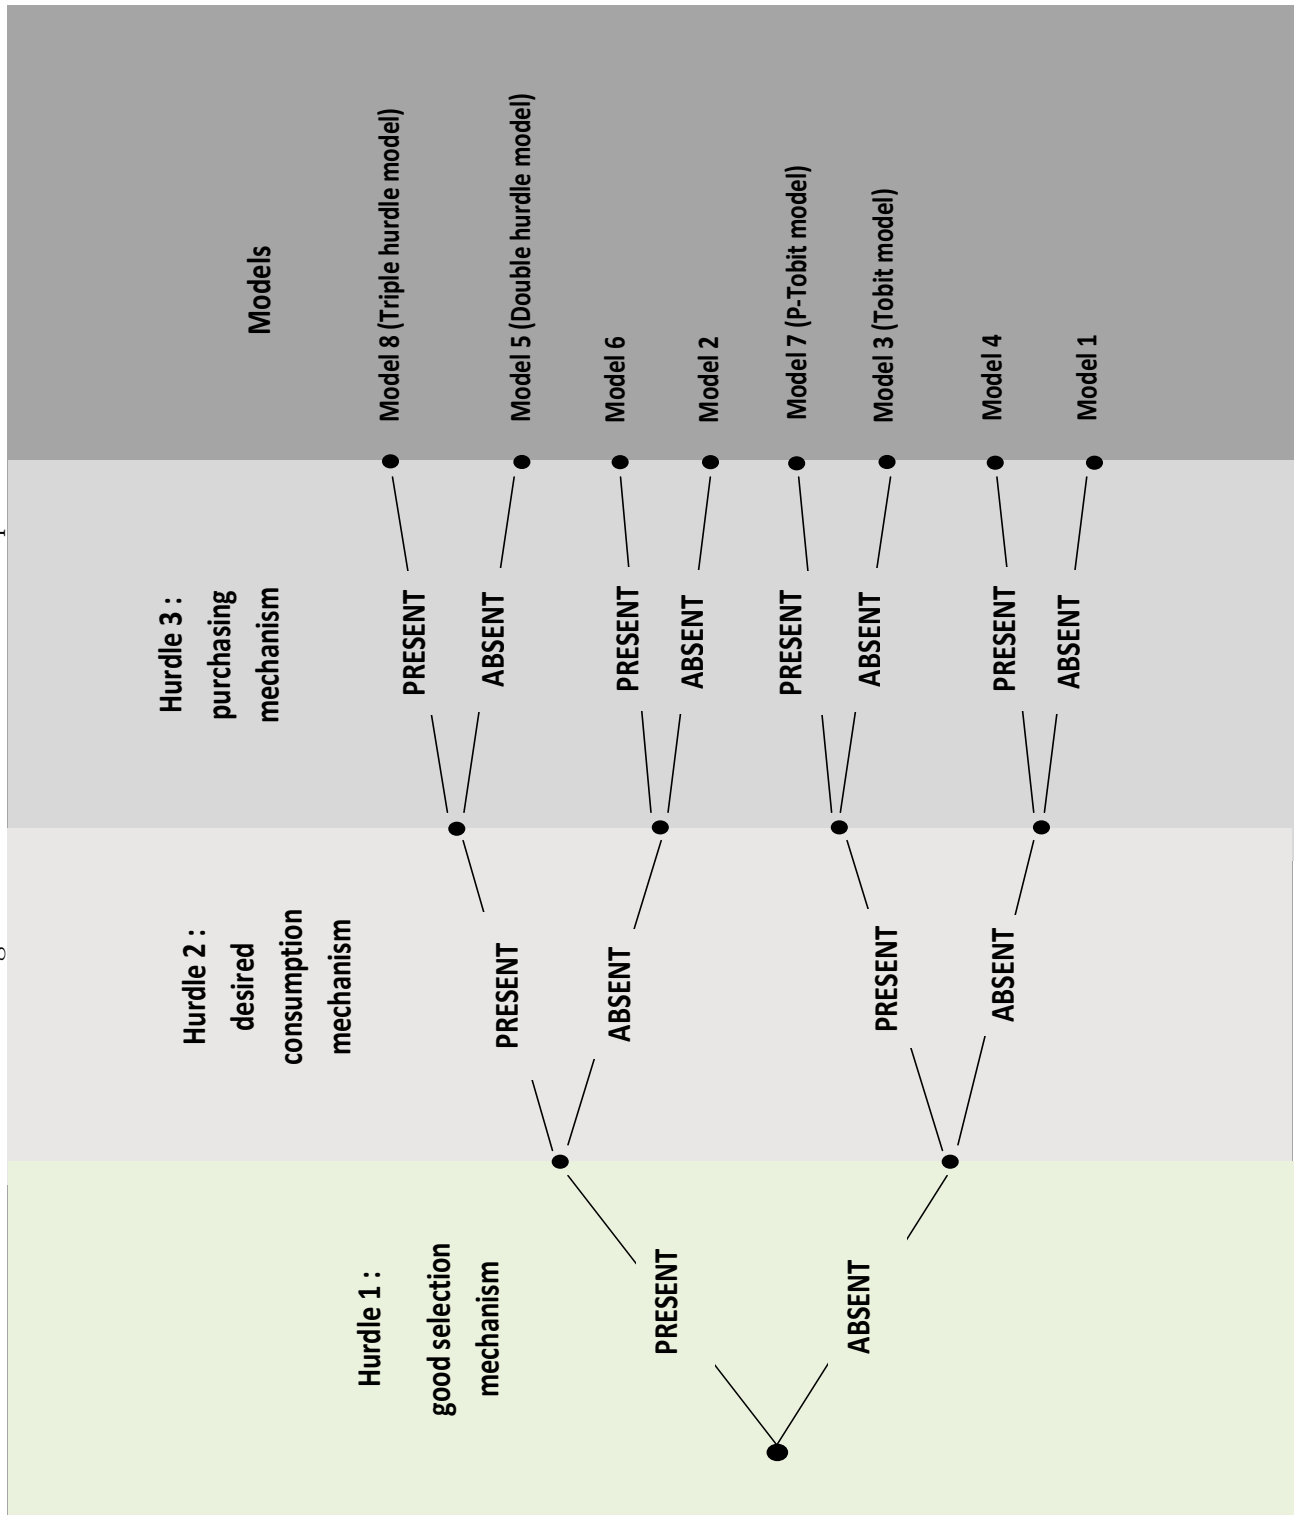 Hurdle 1 :
good selection
mechanism
PRESENT
ABSENT
Hurdle 2 :
desired
consumption
mechanism
PRESENT
ABSENT
PRESENT
ABSENT
Hurdle 3 :
purchasing
mechanism
PRESENT
ABSENT
PRESENT
ABSENT
PRESENT
ABSENT
PRESENT
ABSENT
Models
Model 8 (Triple hurdle model)
Model 5 (Double hurdle model)
Model 6
Model 2
Model 7 (P-Tobit model)
Model 3 (Tobit model)
Model 4
Model 1